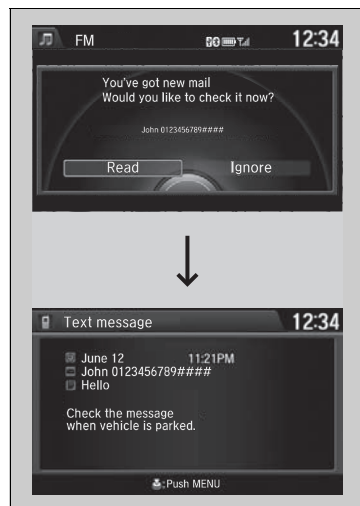 FM 12:34
You've got new mail
Would you like to check it now?
John 0123456789####
Read Ignore
Text message 12:34
June 12 11:21PM
John 0123456789####
Hello
Check the message
when vehicle is parked.
:Push MENU